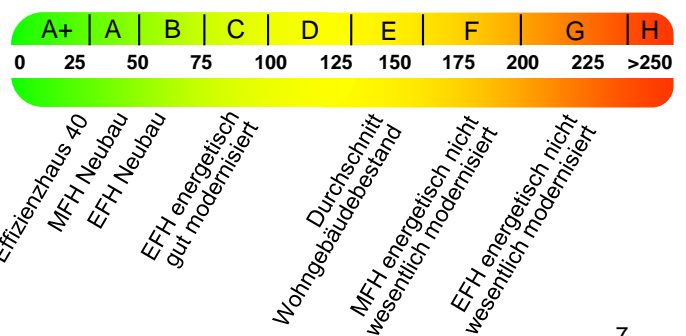 A+ A B C D E F G H
0 25 50 75 100 125 150 175 200 225 >250
Effizienzhaus 40
MFH Neubau
EFH Neubau
EFH energetisch
gut modernisiert
Durchschnitt
Wohngebäudebestand
MFH energetisch nicht
wesentlich modernisiert
EFH energetisch nicht
wesentlich modernisiert
7